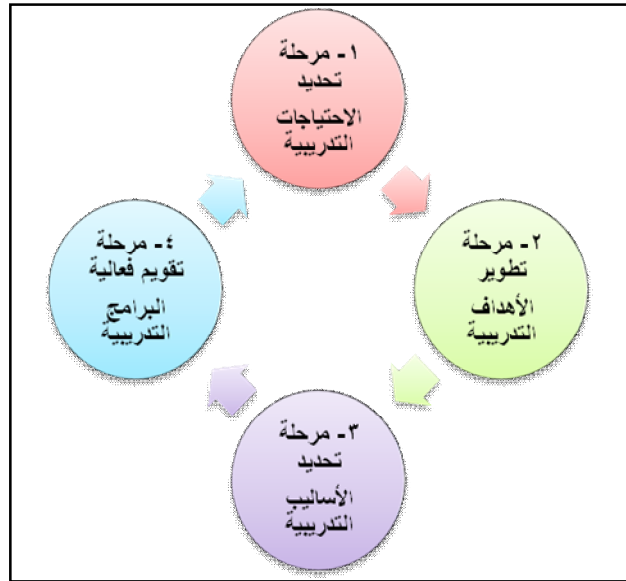 ١- مرحلة
تحديد
الاحتياجات
التدريبية
٢- مرحلة
تطوير
الأهداف
التدريبية
٣- مرحلة
تحديد
الأساليب
التدريبية
٤- مرحلة
تقويم فعالية
البرامج
التدريبية